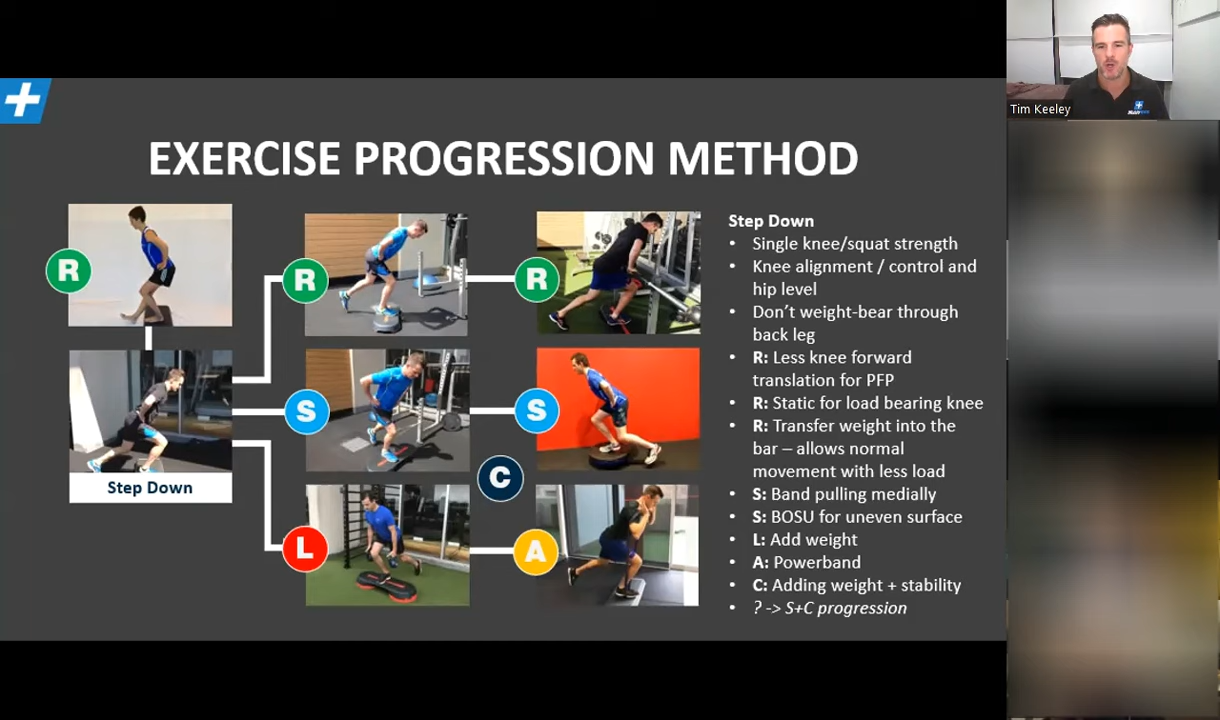 EXERCISE PROGRESSION METHOD
R
R
R
Step Down
S
S
C
L
A
Step Down
• Single knee/squat strength
• Knee alignment / control and
hip level
• Don't weight-bear through
back leg
• R: Less knee forward
translation for PFP
• R: Static for load bearing knee
• R: Transfer weight into the
bar – allows normal
movement with less load
• S: Band pulling medially
• S: BOSU for uneven surface
• L: Add weight
• A: Powerband
• C: Adding weight + stability
• ? -> S+C progression
Tim Keeley